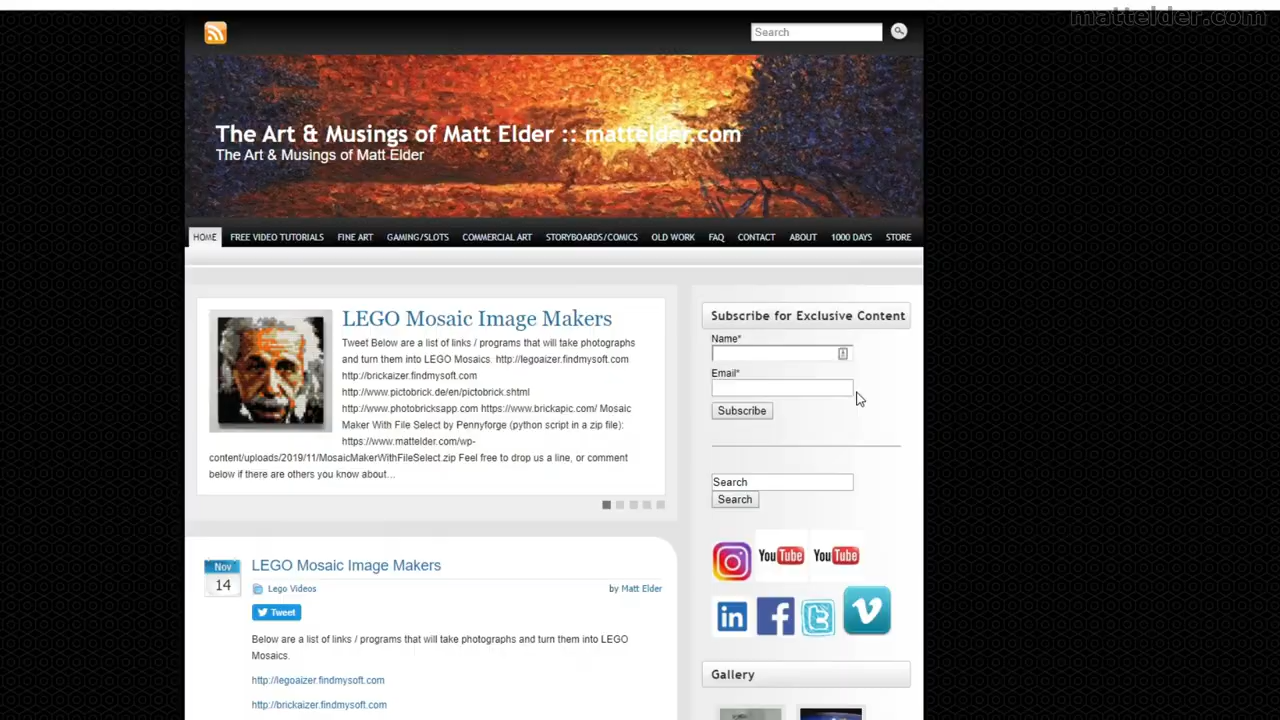 mattelder.com
Search
The Art & Musings of Matt Elder :: mattelder.com
The Art & Musings of Matt Elder
HOME FREE VIDEO TUTORIALS FINE ART GAMING/SLOTS COMMERCIAL ART STORYBOARDS/COMICS OLD WORK FAQ CONTACT ABOUT 1000 DAYS STORE
LEGO Mosaic Image Makers
Tweet Below are a list of links / programs that will take photographs
and turn them into LEGO Mosaics. http://legoaizer.findmysoft.com
http://brickaizer.findmysoft.com
http://www.pictobrick.de/en/pictobrick.shtml
http://www.photobricksapp.com https://www.brickapic.com/ Mosaic
Maker With File Select by Pennyforge (python script in a zip file):
https://www.mattelder.com/wp-
content/uploads/2019/11/MosaicMakerWithFileSelect.zip Feel free to drop us a line, or comment
below if there are others you know about...
Nov
14
LEGO Mosaic Image Makers
Lego Videos
by Matt Elder
Tweet
Below are a list of links / programs that will take photographs and turn them into LEGO
Mosaics.
http://legoaizer.findmysoft.com
http://brickaizer.findmysoft.com
Subscribe for Exclusive Content
Name*
Email*
Subscribe
Search
Search
YouTube YouTube
in f t v
Gallery